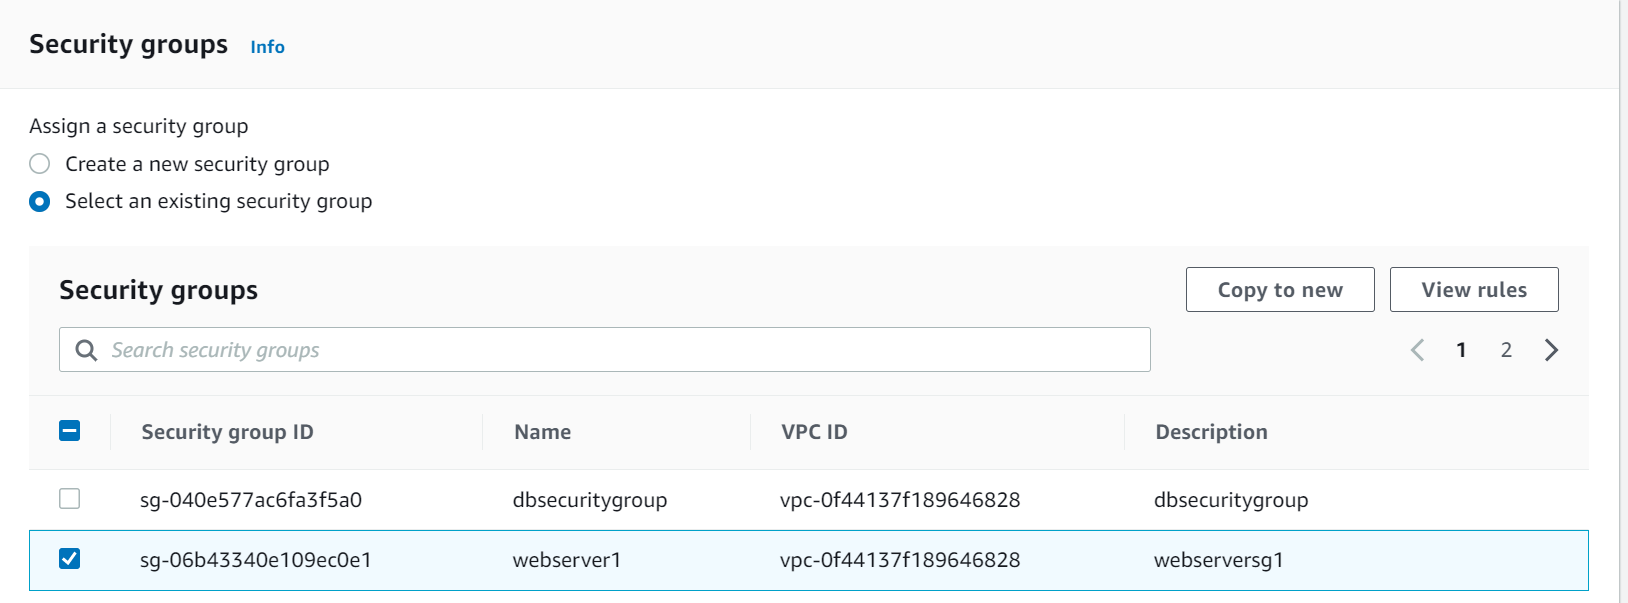 Security groups Info
Assign a security group
Create a new security group
Select an existing security group
Security groups Copy to new View rules
Search security groups 1 2
Security group ID Name VPC ID Description
sg-040e577ac6fa3f5a0 dbsecuritygroup vpc-0f44137f189646828 dbsecuritygroup
sg-06b43340e109ec0e1 webserver1 vpc-0f44137f189646828 webserversg1